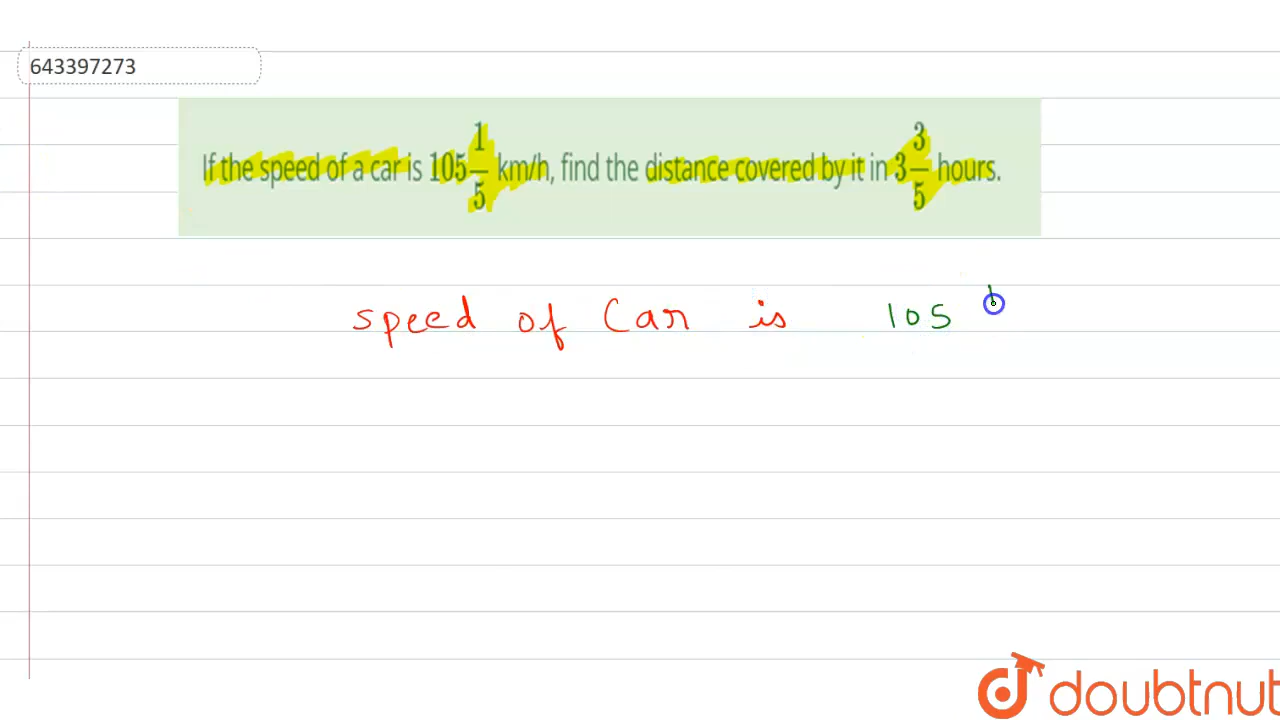 643397273
If the speed of a car is 105 1/5 km/h, find the distance covered by it in 3 3/5 hours.
speed of Car is 105 1
doubtnut